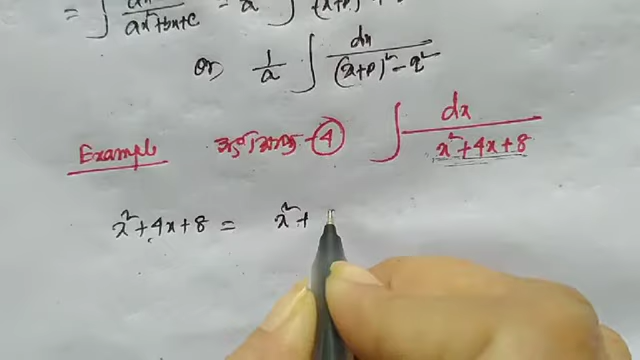 = ∫ dx / (ax² + bx + c) = 1/a ∫
or 1/a ∫ dx / ((x+p)² − q²)
Example ∫ dx / (x² + 4x + 8)
x² + 4x + 8 = x² +